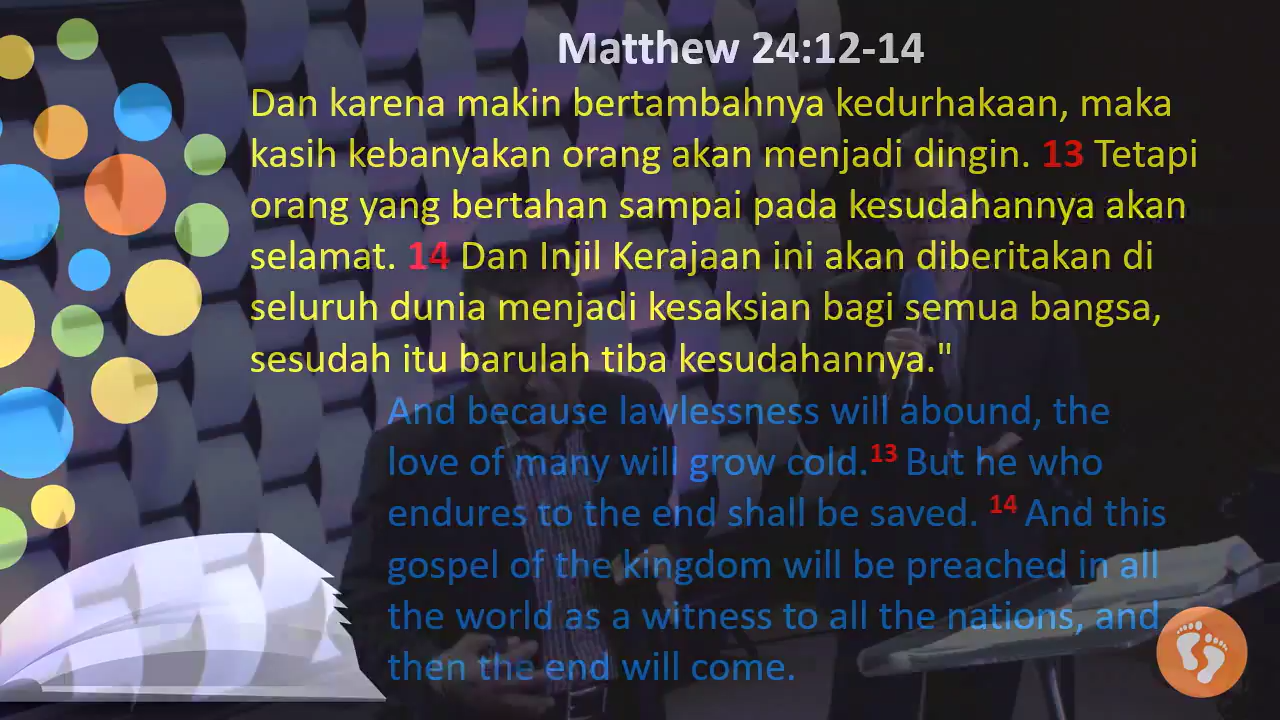 Matthew 24:12-14
Dan karena makin bertambahnya kedurhakaan, maka
kasih kebanyakan orang akan menjadi dingin. 13 Tetapi
orang yang bertahan sampai pada kesudahannya akan
selamat. 14 Dan Injil Kerajaan ini akan diberitakan di
seluruh dunia menjadi kesaksian bagi semua bangsa,
sesudah itu barulah tiba kesudahannya."
And because lawlessness will abound, the
love of many will grow cold.13 But he who
endures to the end shall be saved. 14 And this
gospel of the kingdom will be preached in all
the world as a witness to all the nations, and
then the end will come.